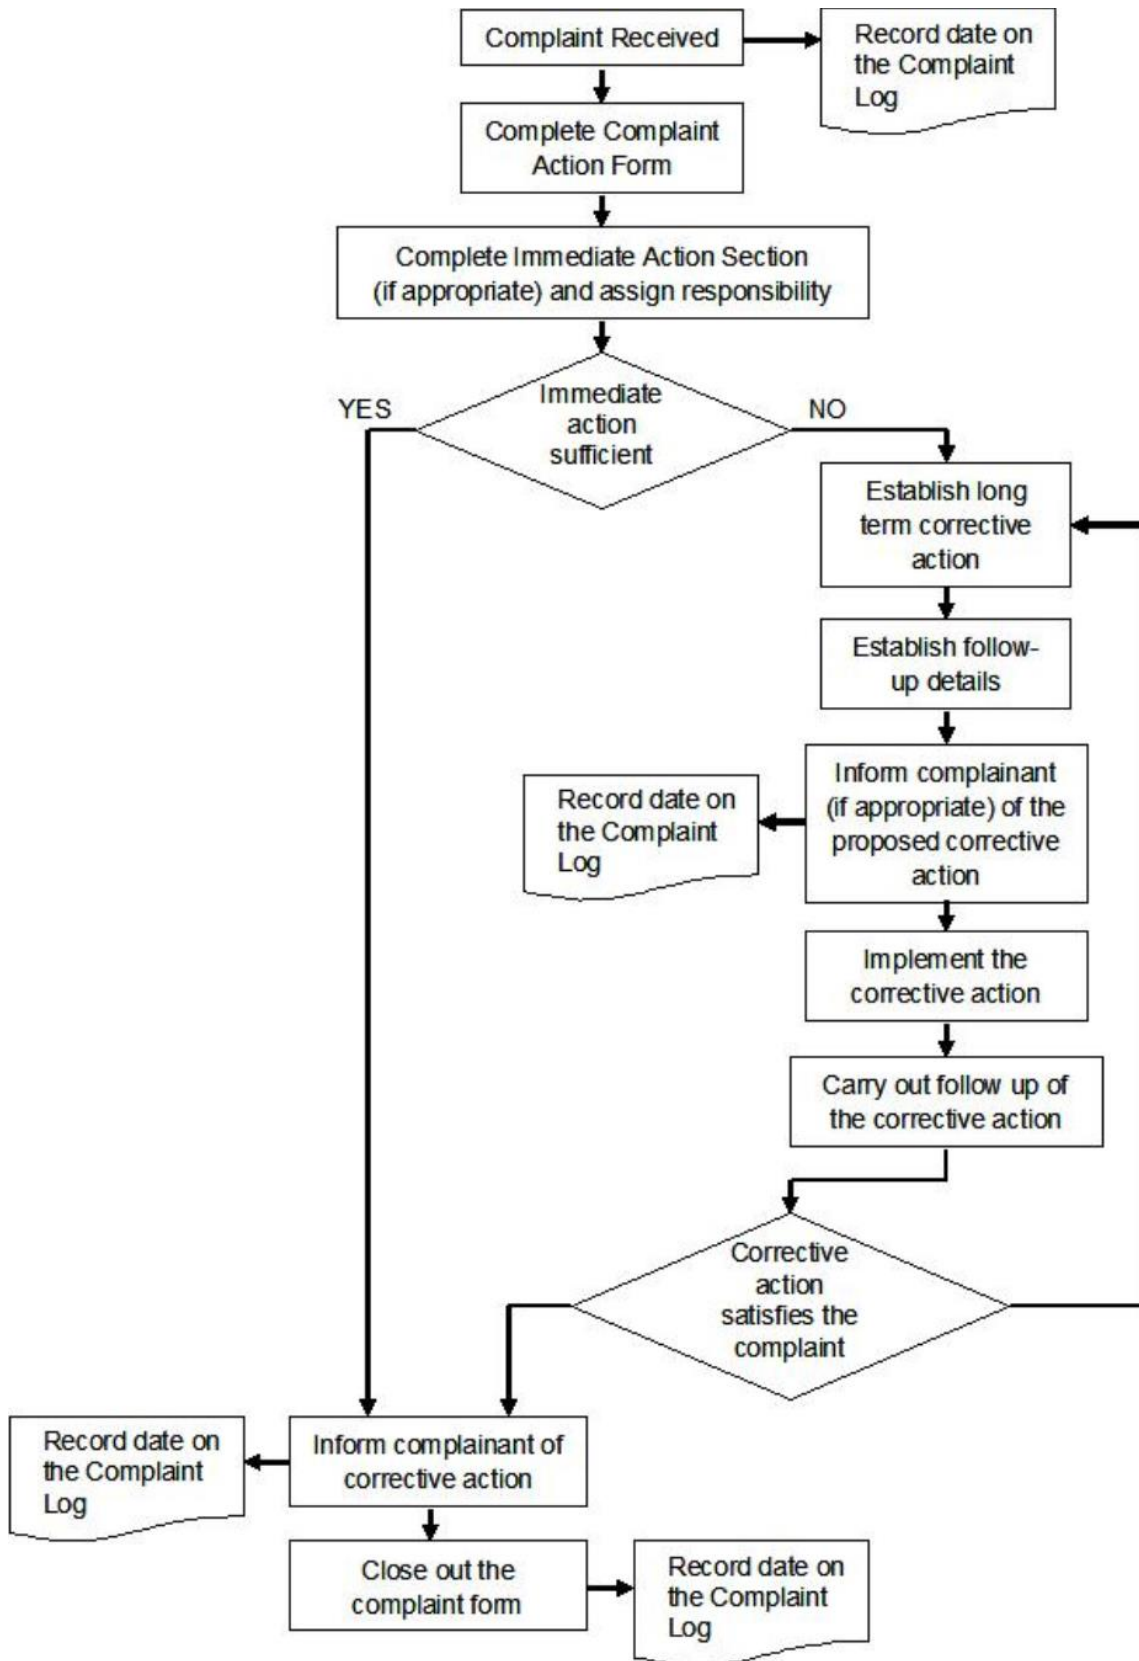 Complaint Received
Record date on
the Complaint
Log
Complete Complaint
Action Form
Complete Immediate Action Section
(if appropriate) and assign responsibility
YES
Immediate
action
sufficient
NO
Establish long
term corrective
action
Establish follow-
up details
Inform complainant
(if appropriate) of the
proposed corrective
action
Record date on
the Complaint
Log
Implement the
corrective action
Carry out follow up of
the corrective action
Corrective
action
satisfies the
complaint
Record date on
the Complaint
Log
Inform complainant of
corrective action
Close out the
complaint form
Record date on
the Complaint
Log